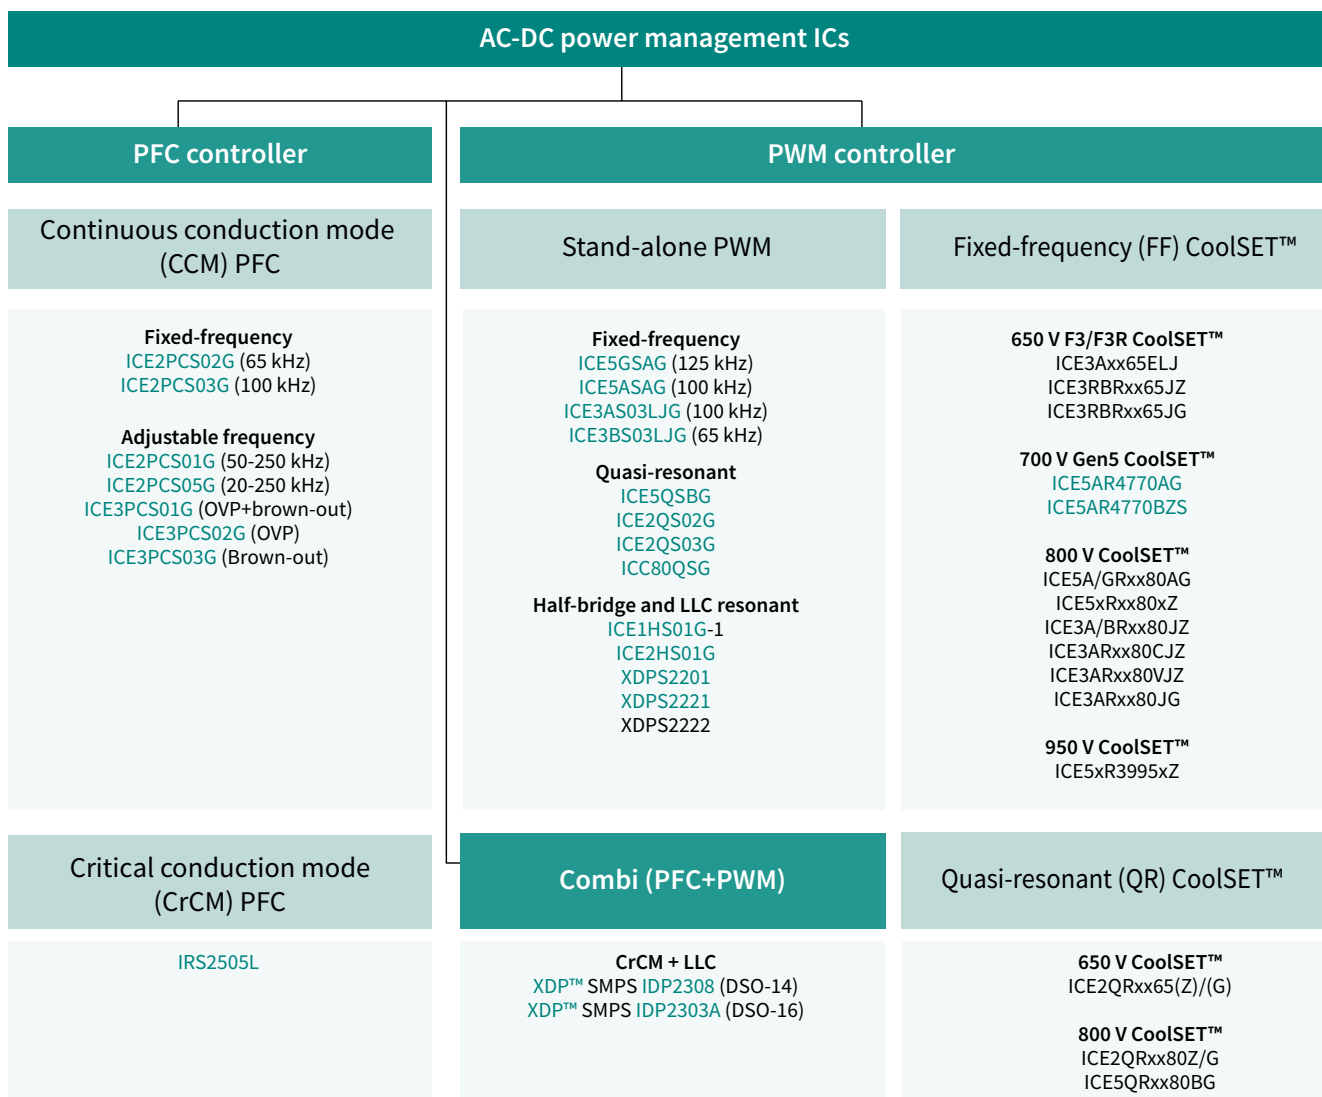 AC-DC power management ICs
PFC controller
PWM controller
Continuous conduction mode
(CCM) PFC
Fixed-frequency
ICE2PCS02G (65 kHz)
ICE2PCS03G (100 kHz)
Adjustable frequency
ICE2PCS01G (50-250 kHz)
ICE2PCS05G (20-250 kHz)
ICE3PCS01G (OVP+brown-out)
ICE3PCS02G (OVP)
ICE3PCS03G (Brown-out)
Critical conduction mode
(CrCM) PFC
IRS2505L
Stand-alone PWM
Fixed-frequency
ICE5GSAG (125 kHz)
ICE5ASAG (100 kHz)
ICE3AS03LJG (100 kHz)
ICE3BS03LJG (65 kHz)
Quasi-resonant
ICE5QSBG
ICE2QS02G
ICE2QS03G
ICC80QSG
Half-bridge and LLC resonant
ICE1HS01G-1
ICE2HS01G
XDPS2201
XDPS2221
XDPS2222
Combi (PFC+PWM)
CrCM + LLC
XDP™ SMPS IDP2308 (DSO-14)
XDP™ SMPS IDP2303A (DSO-16)
Fixed-frequency (FF) CoolSET™
650 V F3/F3R CoolSET™
ICE3Axx65ELJ
ICE3RBRxx65JZ
ICE3RBRxx65JG
700 V Gen5 CoolSET™
ICE5AR4770AG
ICE5AR4770BZS
800 V CoolSET™
ICE5A/GRxx80AG
ICE5xRxx80xZ
ICE3A/BRxx80JZ
ICE3ARxx80CJZ
ICE3ARxx80VJZ
ICE3ARxx80JG
950 V CoolSET™
ICE5xR3995xZ
Quasi-resonant (QR) CoolSET™
650 V CoolSET™
ICE2QRxx65(Z)/(G)
800 V CoolSET™
ICE2QRxx80Z/G
ICE5QRxx80BG